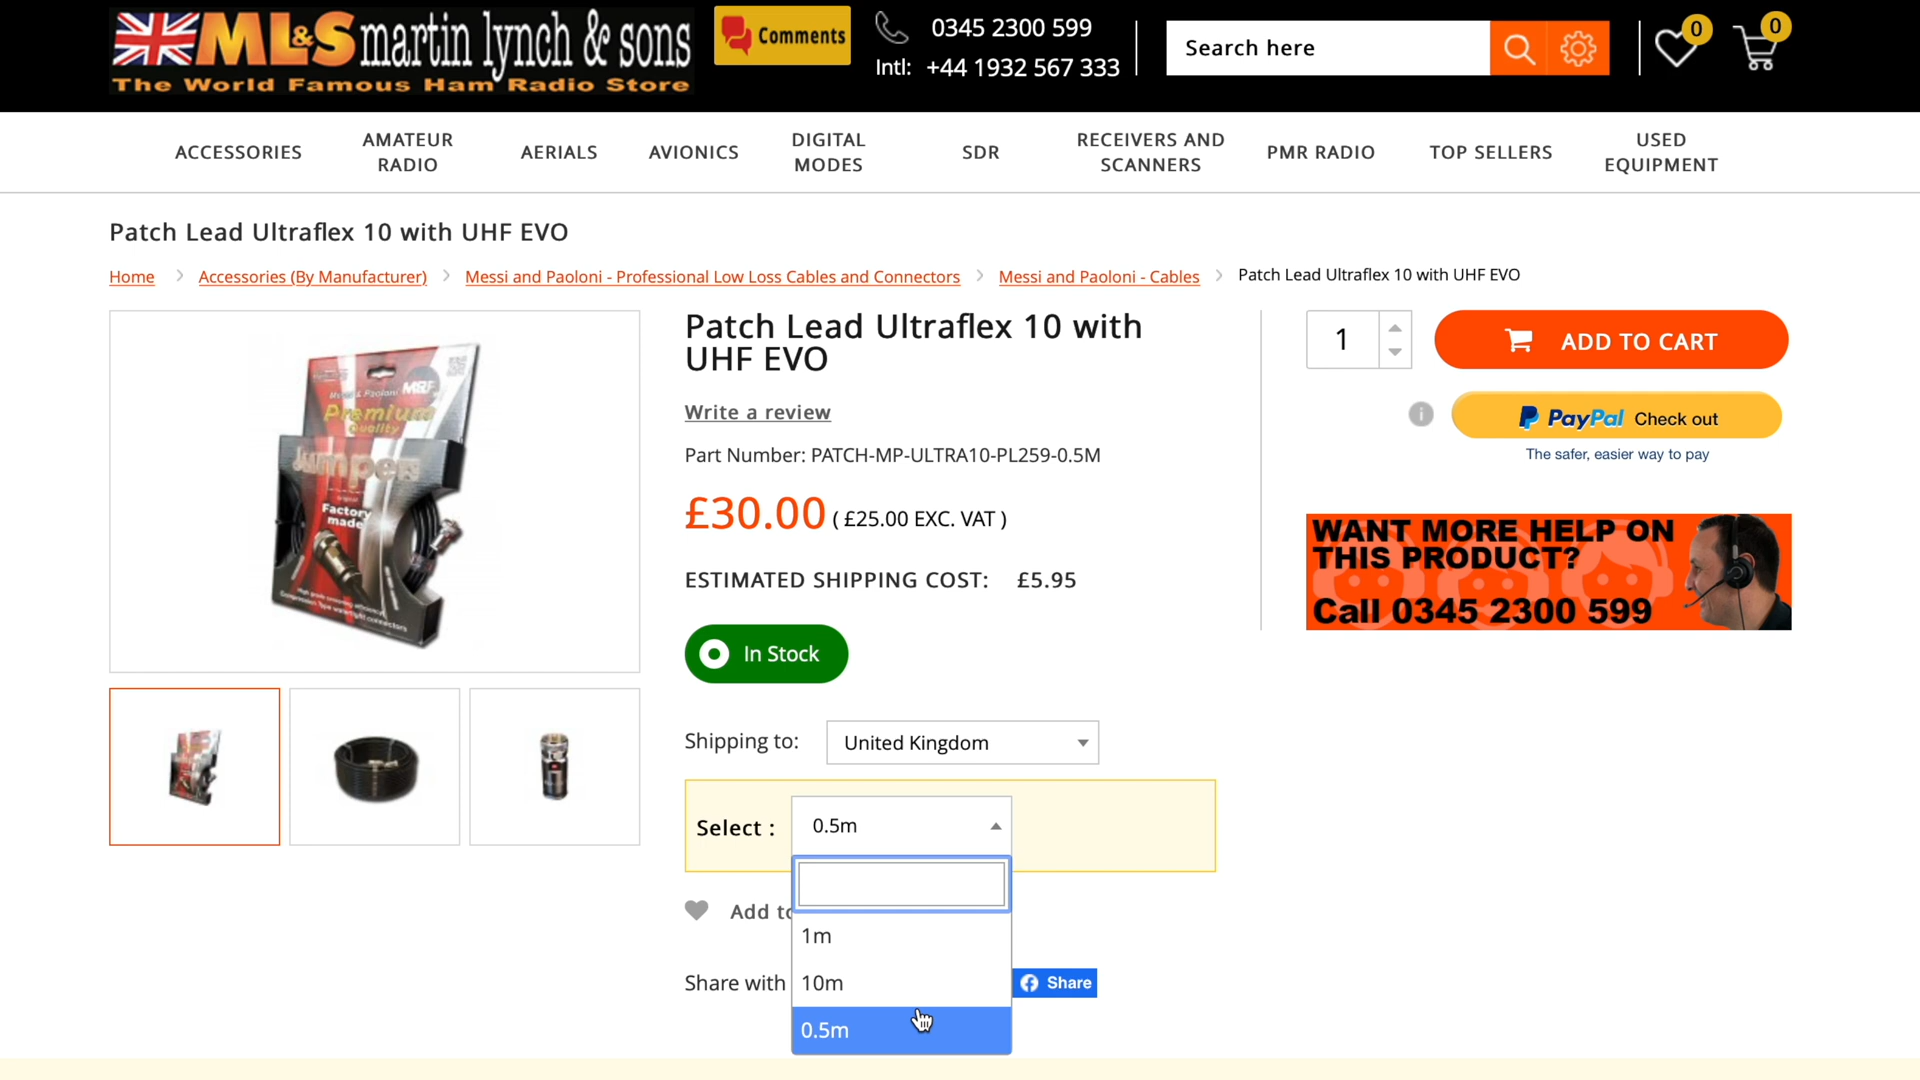 ML&S martin lynch & sons
The World Famous Ham Radio Store
Comments
0345 2300 599
Intl: +44 1932 567 333
Search here
0
0
ACCESSORIES
AMATEUR RADIO
AERIALS
AVIONICS
DIGITAL MODES
SDR
RECEIVERS AND SCANNERS
PMR RADIO
TOP SELLERS
USED EQUIPMENT
Patch Lead Ultraflex 10 with UHF EVO
Home > Accessories (By Manufacturer) > Messi and Paoloni - Professional Low Loss Cables and Connectors > Messi and Paoloni - Cables > Patch Lead Ultraflex 10 with UHF EVO
Messi & Paoloni
Premium
Quality
Jumper
Factory
made
Patch Lead Ultraflex 10 with
UHF EVO
Write a review
Part Number: PATCH-MP-ULTRA10-PL259-0.5M
£30.00 ( £25.00 EXC. VAT )
ESTIMATED SHIPPING COST: £5.95
In Stock
Shipping to: United Kingdom
Select : 0.5m
Add to
1m
Share with
10m
Share
0.5m
1
ADD TO CART
i
PayPal Check out
The safer, easier way to pay
WANT MORE HELP ON
THIS PRODUCT?
Call 0345 2300 599